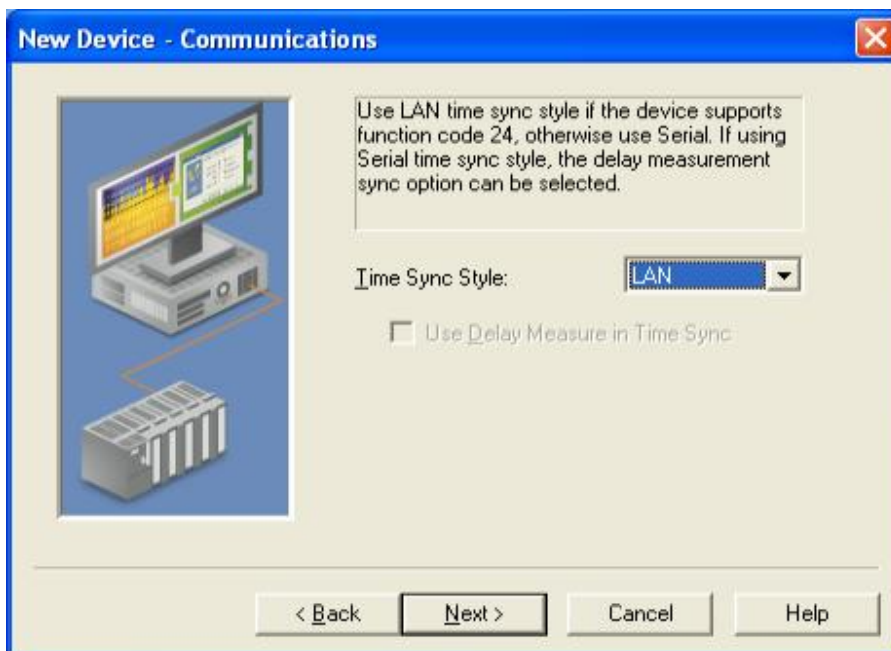 New Device - Communications
Use LAN time sync style if the device supports
function code 24, otherwise use Serial. If using
Serial time sync style, the delay measurement
sync option can be selected.
Time Sync Style:
LAN
Use Delay Measure in Time Sync
< Back
Next >
Cancel
Help